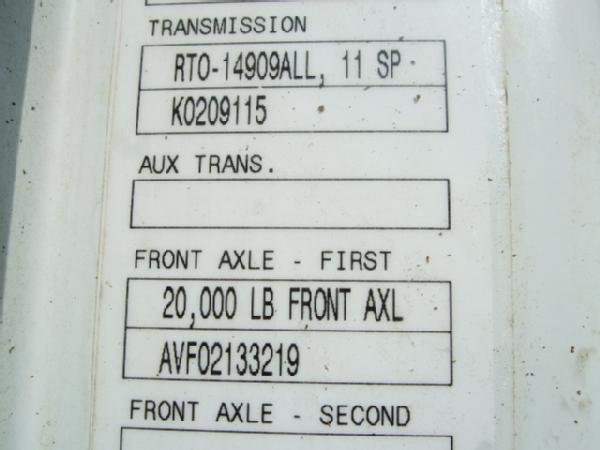 TRANSMISSION
RTO-14909ALL, 11 SP
K0209115
AUX TRANS.
FRONT AXLE - FIRST
20,000 LB FRONT AXL
AVF02133219
FRONT AXLE - SECOND